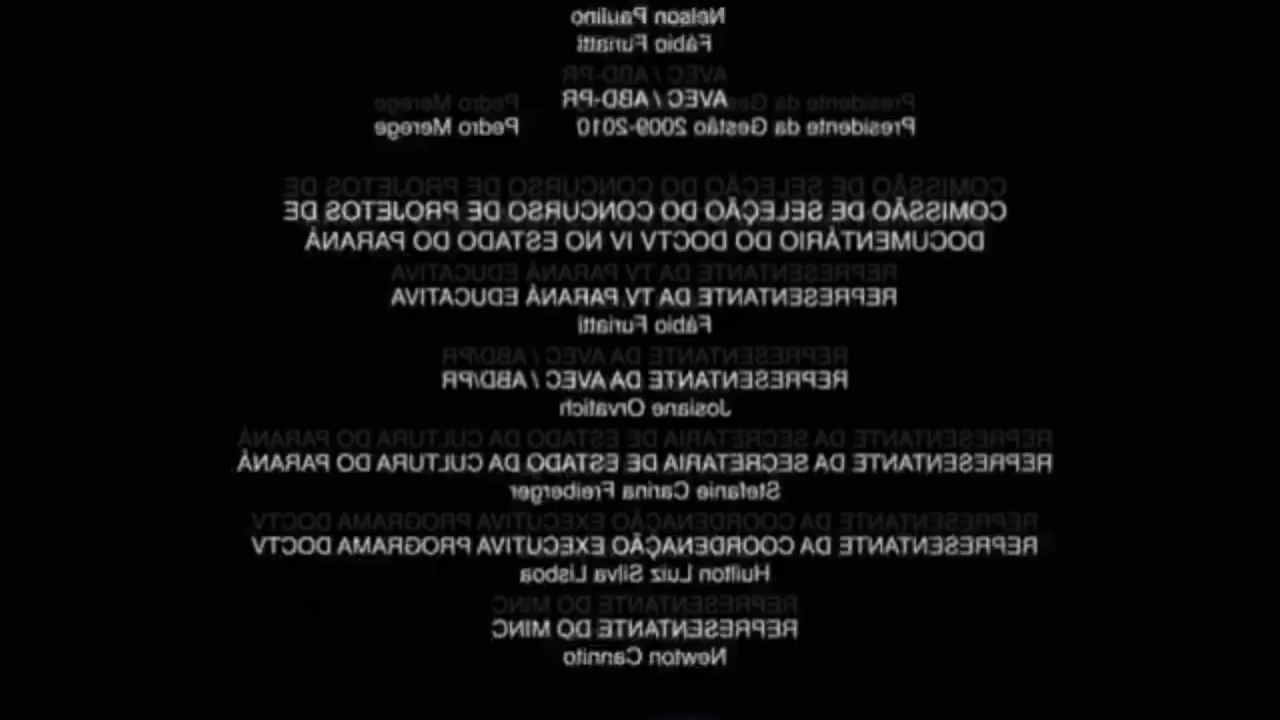 Nelson Paulino
Fábio Furiatti
AVEC / ABD-PR
Presidente da Gestão 2009-2010 Pedro Merege
COMISSÃO DE SELEÇÃO DO CONCURSO DE PROJETOS DE
DOCUMENTÁRIO DO DOCTV IV NO ESTADO DO PARANÁ
REPRESENTANTE DA TV PARANÁ EDUCATIVA
Fábio Furiatti
REPRESENTANTE DA AVEC / ABD/PR
Josiane Orvatich
REPRESENTANTE DA SECRETARIA DE ESTADO DA CULTURA DO PARANÁ
Stefanie Carina Freiberger
REPRESENTANTE DA COORDENAÇÃO EXECUTIVA PROGRAMA DOCTV
Huilton Luiz Silva Lisboa
REPRESENTANTE DO MINC
Newton Cannito